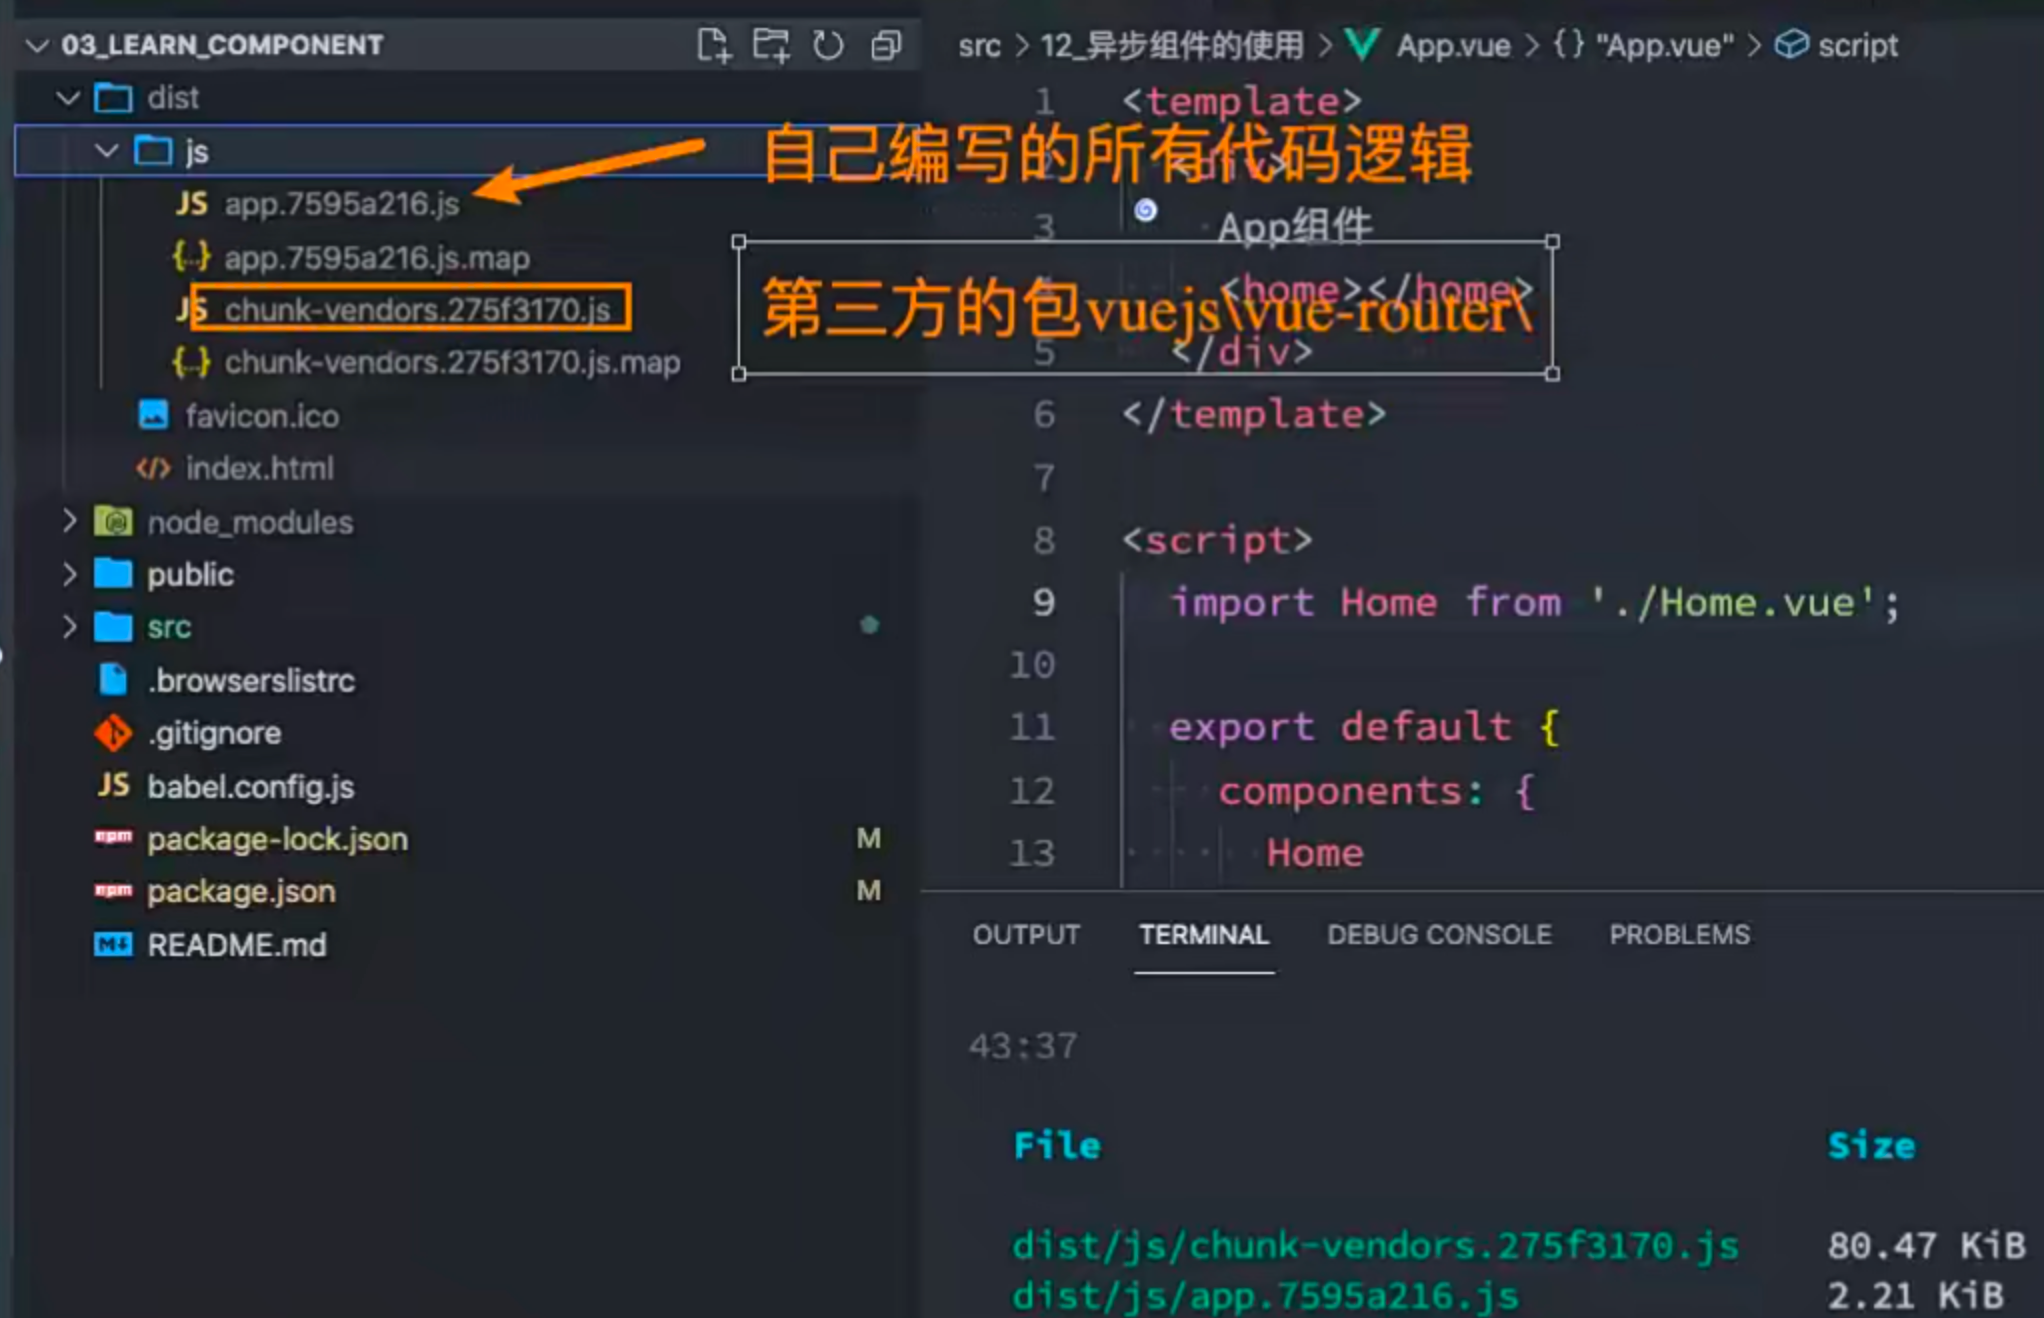 03_LEARN_COMPONENT
dist
js
JS app.7595a216.js
{..} app.7595a216.js.map
JS chunk-vendors.275f3170.js
{..} chunk-vendors.275f3170.js.map
favicon.ico
</> index.html
node_modules
public
src
.browserslistrc
.gitignore
JS babel.config.js
npm package-lock.json M
npm package.json M
README.md
src > 12_异步组件的使用 > App.vue > {} "App.vue" > script
1 <template>
自己编写的所有代码逻辑
<div>
3 App组件
<home></home>
第三方的包vuejs\vue-router\
5 </div>
6 </template>
7
8 <script>
9 import Home from './Home.vue';
10
11 export default {
12 components: {
13 Home
OUTPUT TERMINAL DEBUG CONSOLE PROBLEMS
43:37
File Size
dist/js/chunk-vendors.275f3170.js 80.47 KiB
dist/js/app.7595a216.js 2.21 KiB